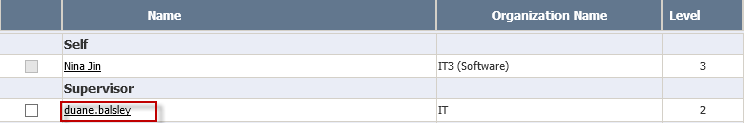 Name Organization Name Level
Self
Nina Jin IT3 (Software) 3
Supervisor
duane.balsley IT 2